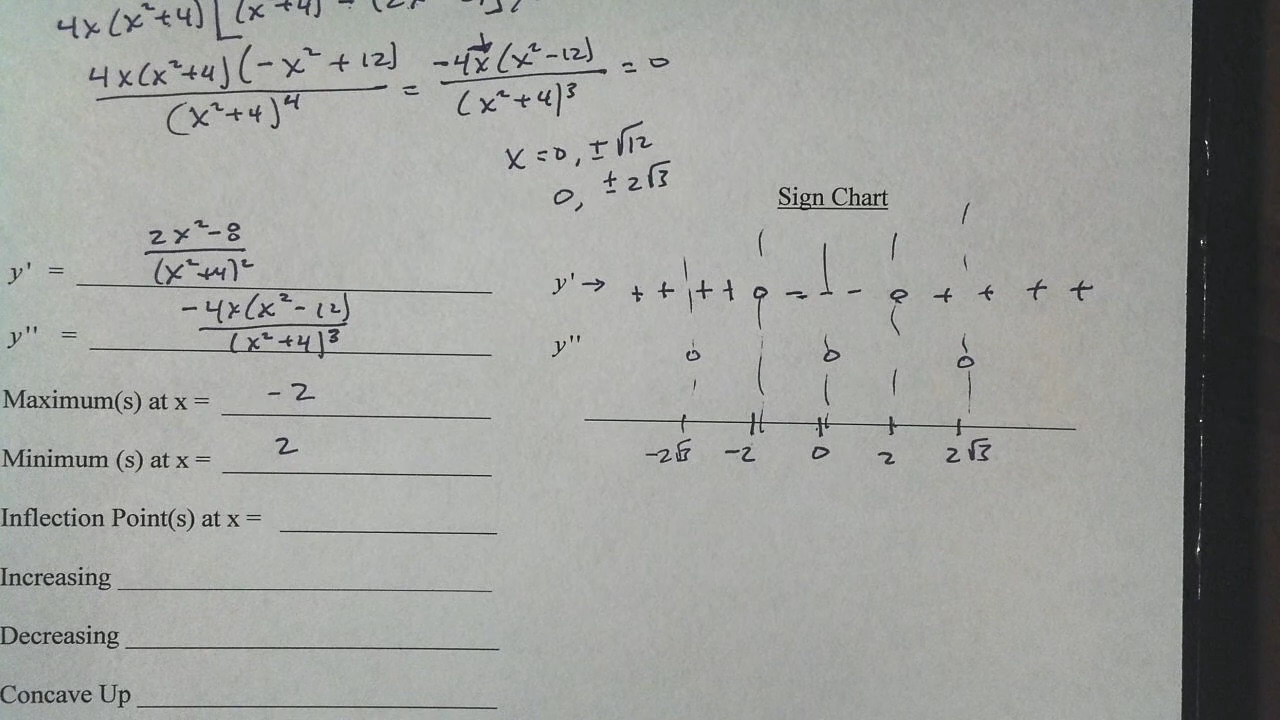 4x(x²+4)[(x²+4) - (2x²
4x(x²+4)(-x²+12) / (x²+4)⁴ = -4x(x²-12) / (x²+4)³ = 0
x = 0, ±√12
0, ±2√3
Sign Chart
y' = 2x²-8 / (x²+4)²
y'' = -4x(x²-12) / (x²+4)³
Maximum(s) at x = -2
Minimum (s) at x = 2
Inflection Point(s) at x =
Increasing
Decreasing
Concave Up
y' → + + + + 0 - - - 0 + + + +
y'' 0 0 0
-2√3 -2 0 2 2√3